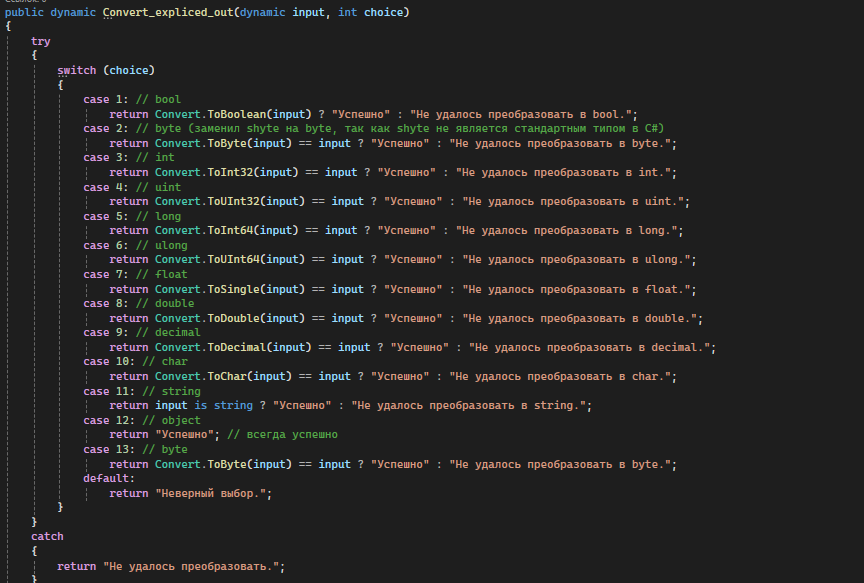 public dynamic Convert_expliced_out(dynamic input, int choice)
{
try
{
switch (choice)
{
case 1: // bool
return Convert.ToBoolean(input) ? "Успешно" : "Не удалось преобразовать в bool.";
case 2: // byte (заменил shyte на byte, так как shyte не является стандартным типом в C#)
return Convert.ToByte(input) == input ? "Успешно" : "Не удалось преобразовать в byte.";
case 3: // int
return Convert.ToInt32(input) == input ? "Успешно" : "Не удалось преобразовать в int.";
case 4: // uint
return Convert.ToUInt32(input) == input ? "Успешно" : "Не удалось преобразовать в uint.";
case 5: // long
return Convert.ToInt64(input) == input ? "Успешно" : "Не удалось преобразовать в long.";
case 6: // ulong
return Convert.ToUInt64(input) == input ? "Успешно" : "Не удалось преобразовать в ulong.";
case 7: // float
return Convert.ToSingle(input) == input ? "Успешно" : "Не удалось преобразовать в float.";
case 8: // double
return Convert.ToDouble(input) == input ? "Успешно" : "Не удалось преобразовать в double.";
case 9: // decimal
return Convert.ToDecimal(input) == input ? "Успешно" : "Не удалось преобразовать в decimal.";
case 10: // char
return Convert.ToChar(input) == input ? "Успешно" : "Не удалось преобразовать в char.";
case 11: // string
return input is string ? "Успешно" : "Не удалось преобразовать в string.";
case 12: // object
return "Успешно"; // всегда успешно
case 13: // byte
return Convert.ToByte(input) == input ? "Успешно" : "Не удалось преобразовать в byte.";
default:
return "Неверный выбор.";
}
}
catch
{
return "Не удалось преобразовать.";
}